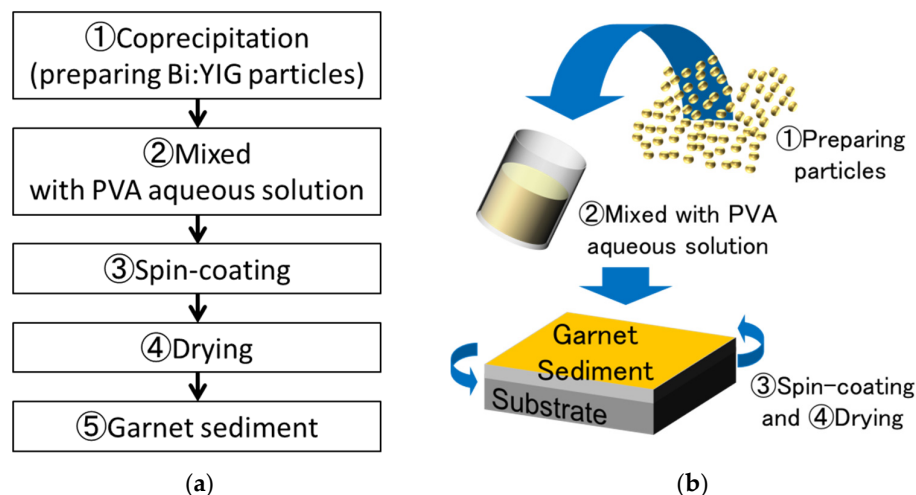 ①Coprecipitation
(preparing Bi:YIG particles)
②Mixed
with PVA aqueous solution
③Spin-coating
④Drying
⑤Garnet sediment
(a)
①Preparing
particles
②Mixed with PVA
aqueous solution
Garnet
Sediment
Substrate
③Spin-coating
and ④Drying
(b)